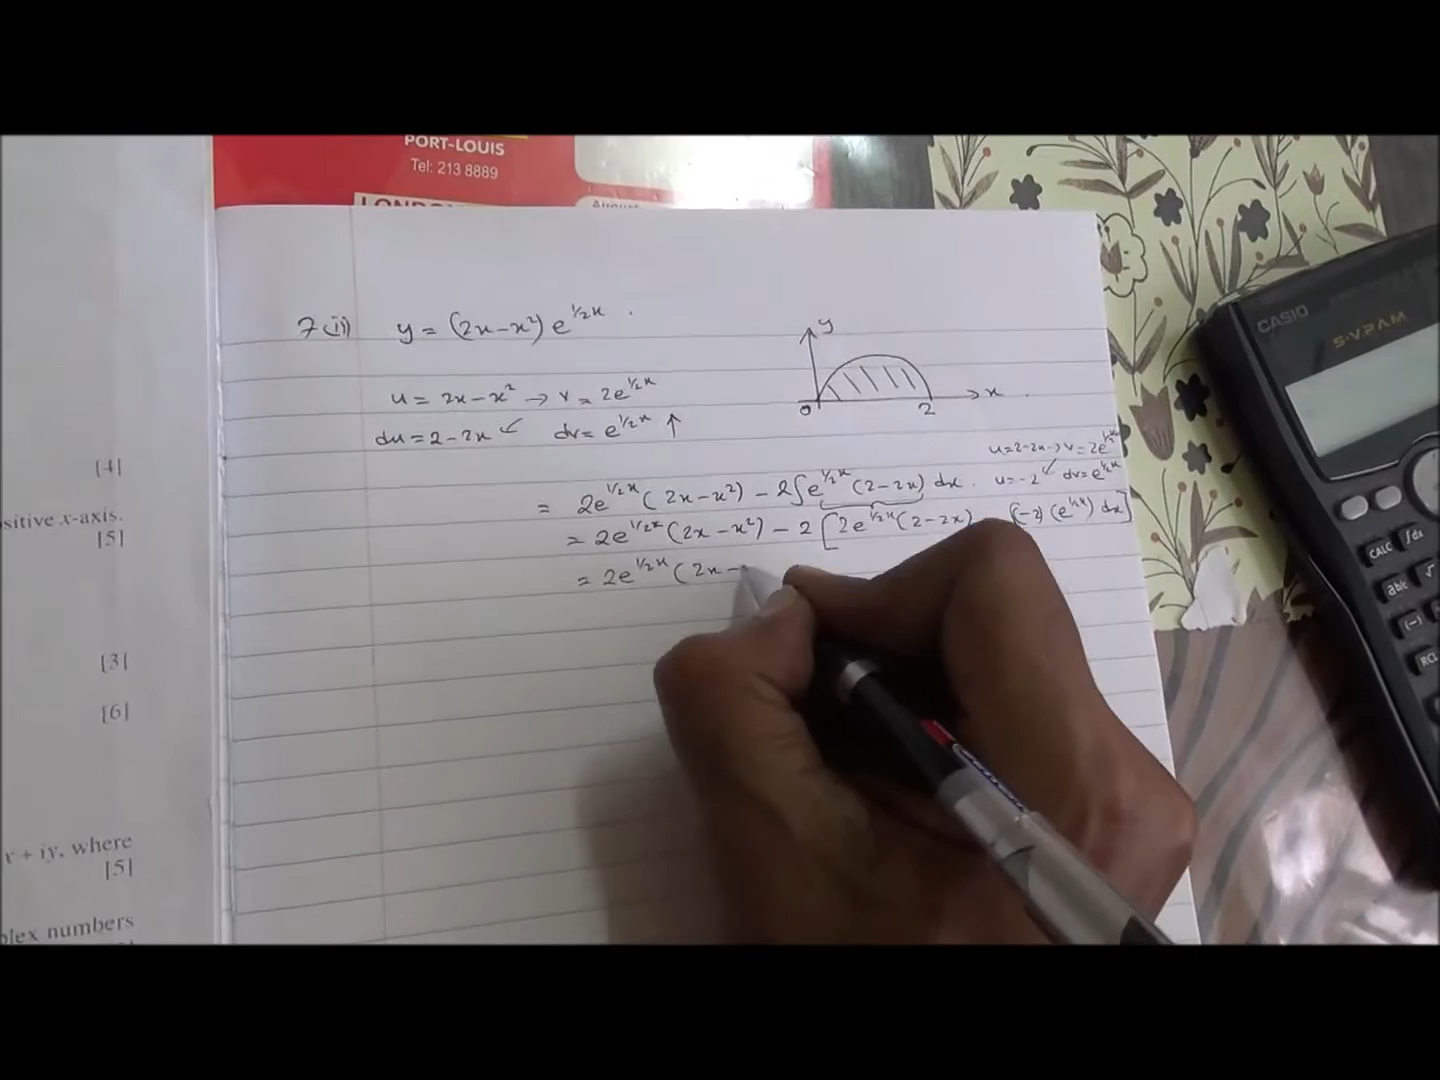 PORT-LOUIS
Tel: 213 8889
August
CASIO
S-V.P.A.M.
7(ii) y = (2x-x²) e^{1/2x} .
y
u = 2x-x² → v = 2e^{1/2x}
x
0 2
du = 2-2x ↙ dv = e^{1/2x} ↑
u=2-2x → v = 2e^{1/2x}
u = -2 ↙ dv = e^{1/2x}
= 2e^{1/2x} (2x-x²) - 2∫e^{1/2x} (2-2x) dx .
= 2e^{1/2x} (2x-x²) - 2[2e^{1/2x}(2-2x) (-2)(e^{1/2x}) dx]
= 2e^{1/2x} (2x-
[4]
sitive x-axis.
[5]
[3]
[6]
x + iy, where
[5]
plex numbers
CALC ∫dx
abc √
(-)
RCL